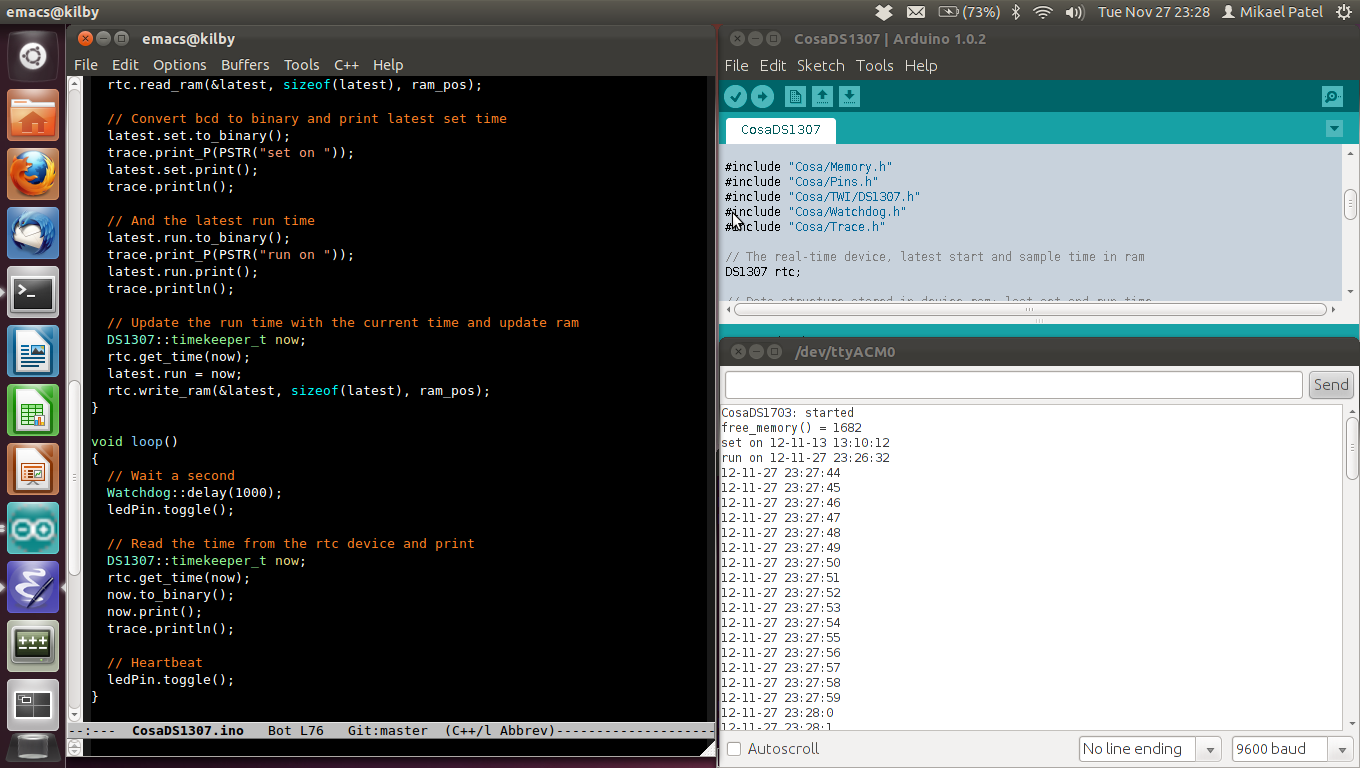 emacs@kilby
(73%)
Tue Nov 27 23:28
Mikael Patel
emacs@kilby
File Edit Options Buffers Tools C++ Help
rtc.read_ram(&latest, sizeof(latest), ram_pos);
// Convert bcd to binary and print latest set time
latest.set.to_binary();
trace.print_P(PSTR("set on "));
latest.set.print();
trace.println();
// And the latest run time
latest.run.to_binary();
trace.print_P(PSTR("run on "));
latest.run.print();
trace.println();
// Update the run time with the current time and update ram
DS1307::timekeeper_t now;
rtc.get_time(now);
latest.run = now;
rtc.write_ram(&latest, sizeof(latest), ram_pos);
}
void loop()
{
// Wait a second
Watchdog::delay(1000);
ledPin.toggle();
// Read the time from the rtc device and print
DS1307::timekeeper_t now;
rtc.get_time(now);
now.to_binary();
now.print();
trace.println();
// Heartbeat
ledPin.toggle();
}
--:--- CosaDS1307.ino Bot L76 Git:master (C++/l Abbrev)--------------------
CosaDS1307 | Arduino 1.0.2
File Edit Sketch Tools Help
CosaDS1307
#include "Cosa/Memory.h"
#include "Cosa/Pins.h"
#include "Cosa/TWI/DS1307.h"
#include "Cosa/Watchdog.h"
#include "Cosa/Trace.h"
// The real-time device, latest start and sample time in ram
DS1307 rtc;
// Data structure stored in device ram; last set and run time
/dev/ttyACM0
Send
CosaDS1703: started
free_memory() = 1682
set on 12-11-13 13:10:12
run on 12-11-27 23:26:32
12-11-27 23:27:44
12-11-27 23:27:45
12-11-27 23:27:46
12-11-27 23:27:47
12-11-27 23:27:48
12-11-27 23:27:49
12-11-27 23:27:50
12-11-27 23:27:51
12-11-27 23:27:52
12-11-27 23:27:53
12-11-27 23:27:54
12-11-27 23:27:55
12-11-27 23:27:56
12-11-27 23:27:57
12-11-27 23:27:58
12-11-27 23:27:59
12-11-27 23:28:0
12-11-27 23:28:1
Autoscroll
No line ending
9600 baud